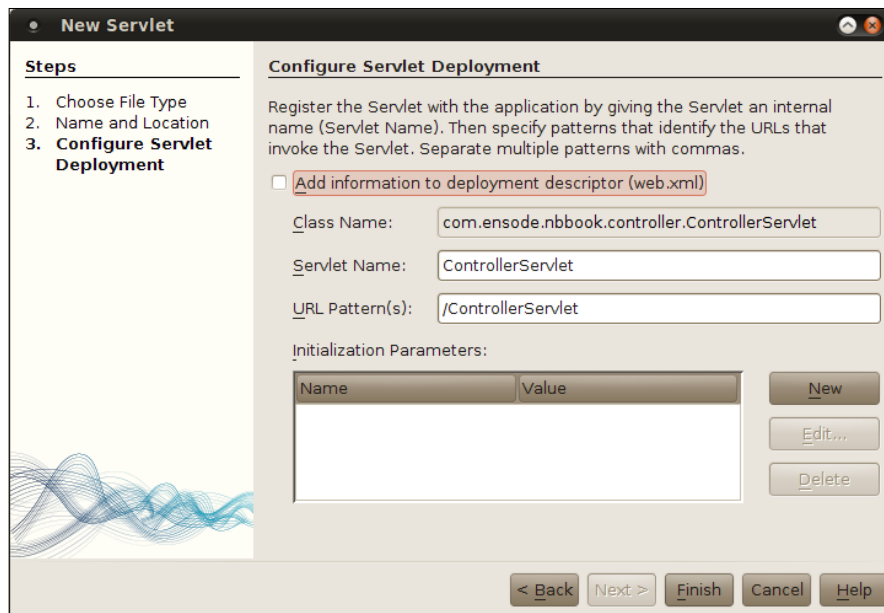 New Servlet
Steps
1. Choose File Type
2. Name and Location
3. Configure Servlet
Deployment
Configure Servlet Deployment
Register the Servlet with the application by giving the Servlet an internal
name (Servlet Name). Then specify patterns that identify the URLs that
invoke the Servlet. Separate multiple patterns with commas.
Add information to deployment descriptor (web.xml)
Class Name: com.ensode.nbbook.controller.ControllerServlet
Servlet Name: ControllerServlet
URL Pattern(s): /ControllerServlet
Initialization Parameters:
Name Value
New
Edit...
Delete
< Back Next > Finish Cancel Help